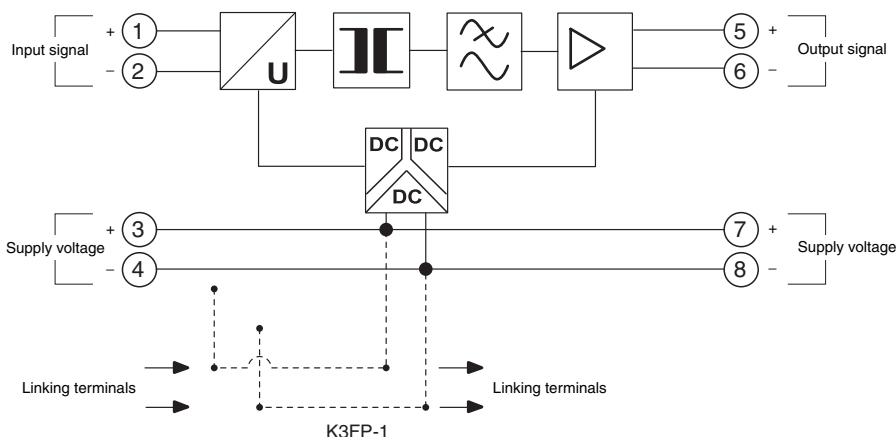 + 1
5 +
Input signal
Output signal
− 2
U
6 −
DC DC
DC
+ 3
7 +
Supply voltage
Supply voltage
− 4
8 −
Linking terminals
Linking terminals
K3FP-1